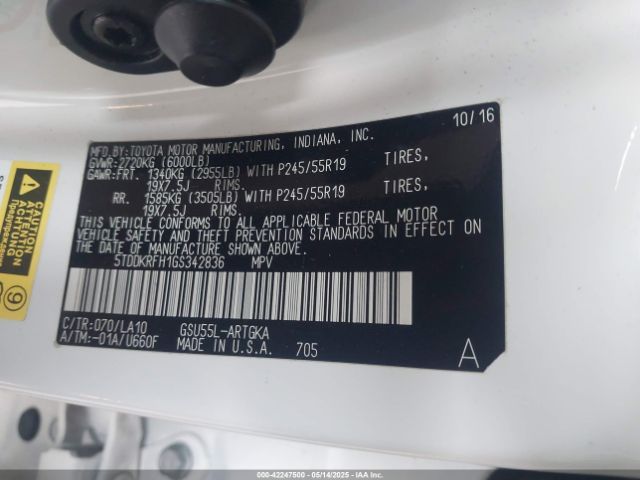 10/16
MFD.BY:TOYOTA MOTOR MANUFACTURING, INDIANA, INC.
GVWR:2720KG (6000LB)
GAWR:FRT. 1340KG (2955LB) WITH P245/55R19 TIRES,
19X7.5J RIMS.
RR. 1585KG (3505LB) WITH P245/55R19 TIRES,
19X7.5J RIMS.
THIS VEHICLE CONFORMS TO ALL APPLICABLE FEDERAL MOTOR
VEHICLE SAFETY AND THEFT PREVENTION STANDARDS IN EFFECT ON
THE DATE OF MANUFACTURE SHOWN ABOVE.
5TDDKRFH1GS342836 MPV
C/TR:070/LA10 GSU55L-ARTGKA
A/TM:-01A/U660F MADE IN U.S.A. 705
A
CAUTION
ACHTUNG
9
000-42247500 - 05/14/2025 - IAA Inc.